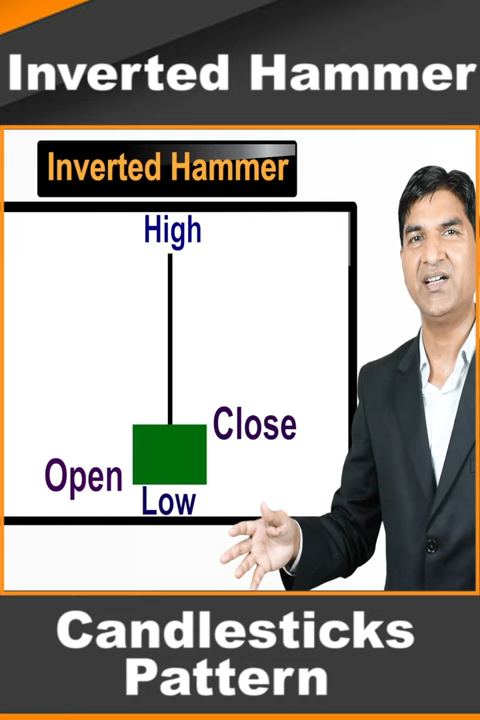 Inverted Hammer
Inverted Hammer
High
Close
Open
Low
Candlesticks
Pattern